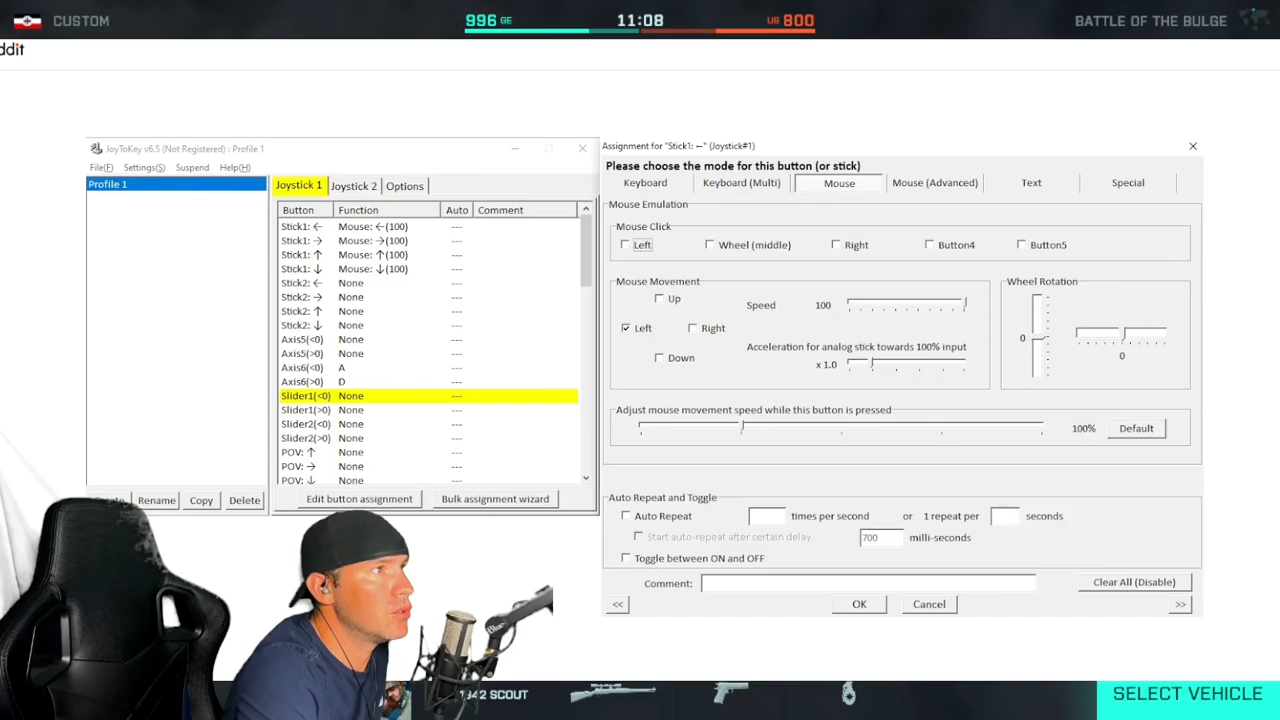 CUSTOM
996 GE 11:08 US 800
BATTLE OF THE BULGE
ddit
JoyToKey v6.5 (Not Registered) : Profile 1
File(F) Settings(S) Suspend Help(H)
Profile 1
Joystick 1 Joystick 2 Options
Button Function Auto Comment
Stick1: ← Mouse: ←(100) ---
Stick1: → Mouse: →(100) ---
Stick1: ↑ Mouse: ↑(100) ---
Stick1: ↓ Mouse: ↓(100) ---
Stick2: ← None ---
Stick2: → None ---
Stick2: ↑ None ---
Stick2: ↓ None ---
Axis5(<0) None ---
Axis5(>0) None ---
Axis6(<0) A ---
Axis6(>0) D ---
Slider1(<0) None ---
Slider1(>0) None ---
Slider2(<0) None ---
Slider2(>0) None ---
POV: ↑ None ---
POV: → None ---
POV: ↓ None ---
Create Rename Copy Delete
Edit button assignment Bulk assignment wizard
Assignment for "Stick1: ←" (Joystick#1)
Please choose the mode for this button (or stick)
Keyboard Keyboard (Multi) Mouse Mouse (Advanced) Text Special
Mouse Emulation
Mouse Click
Left Wheel (middle) Right Button4 Button5
Mouse Movement
Up
Left Right
Down
Speed 100
Acceleration for analog stick towards 100% input
x 1.0
Wheel Rotation
0
0
Adjust mouse movement speed while this button is pressed
100% Default
Auto Repeat and Toggle
Auto Repeat times per second or 1 repeat per seconds
Start auto-repeat after certain delay 700 milli-seconds
Toggle between ON and OFF
Comment: Clear All (Disable)
<< OK Cancel >>
1942 SCOUT
SELECT VEHICLE